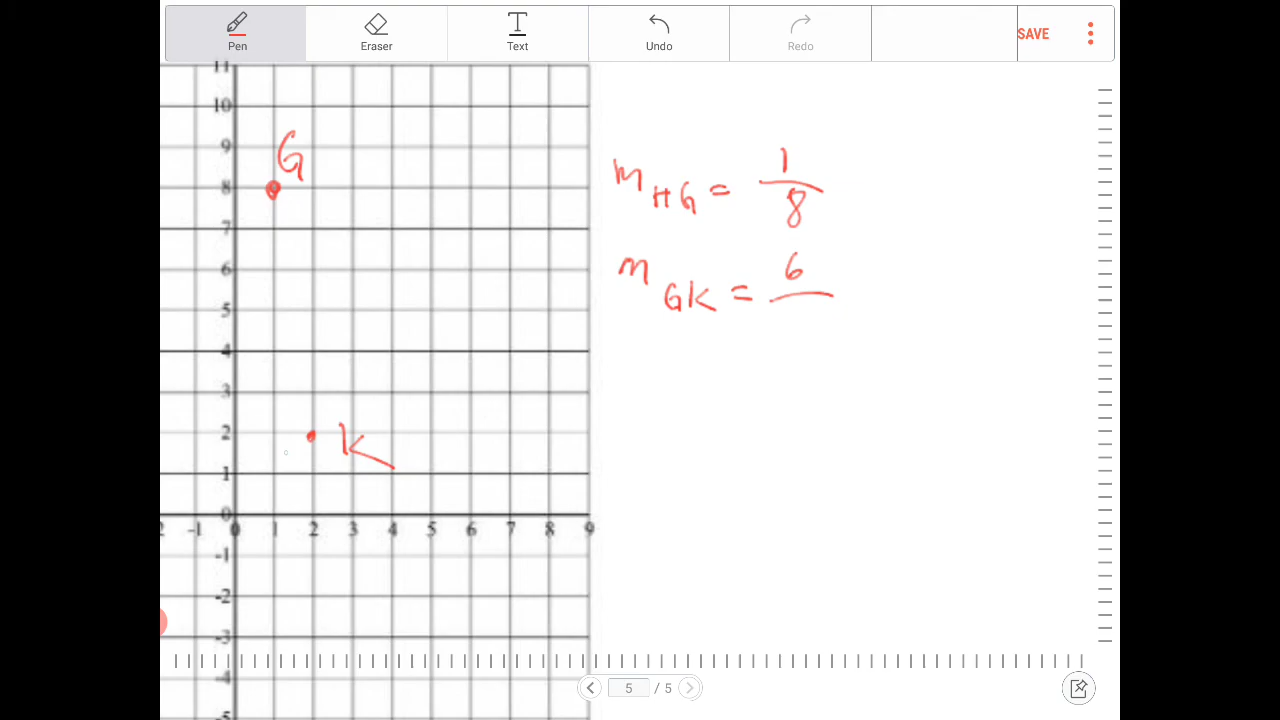 Pen Eraser Text Undo Redo SAVE
11
10
9 G
8
7
6
5
4
3
2 K
1
0
2 -1 0 1 2 3 4 5 6 7 8 9
-1
-2
-3
-4
-5
m HG = 1/8
m GK = 6/
5 / 5